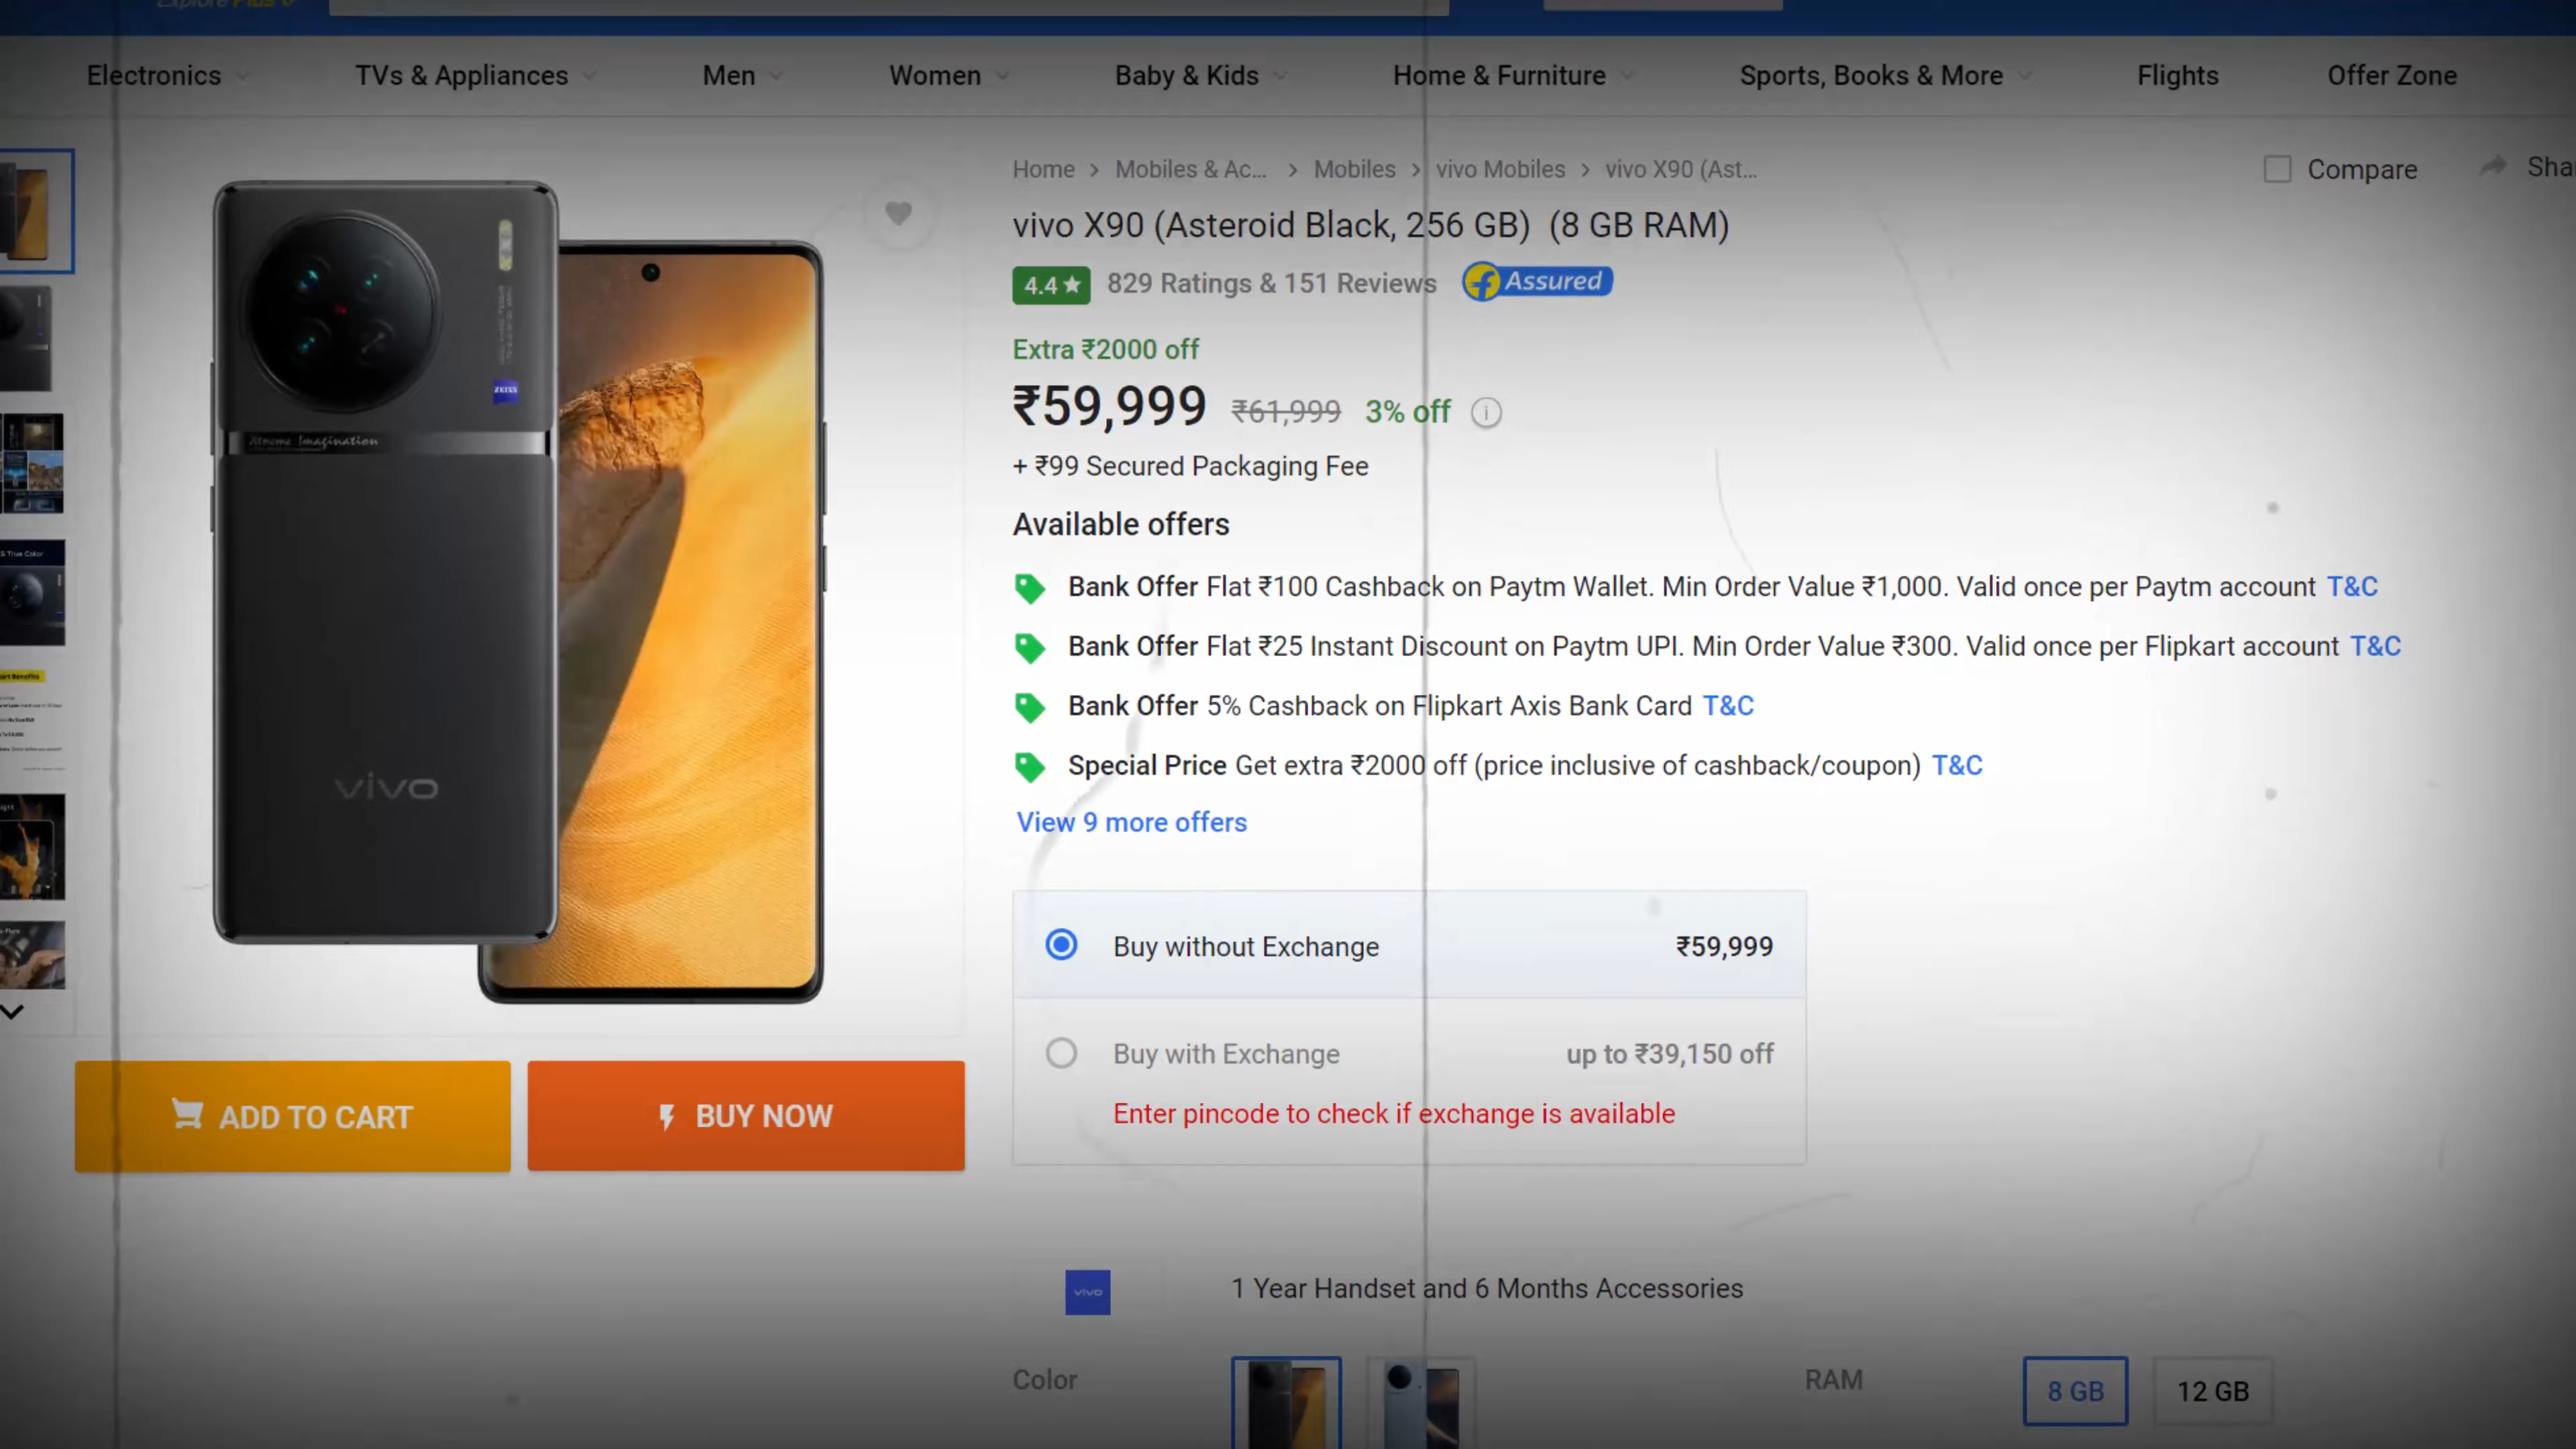 Explore Plus
Electronics
TVs & Appliances
Men
Women
Baby & Kids
Home & Furniture
Sports, Books & More
Flights
Offer Zone
Home > Mobiles & Ac... > Mobiles > vivo Mobiles > vivo X90 (Ast...
Compare
vivo X90 (Asteroid Black, 256 GB) (8 GB RAM)
4.4★ 829 Ratings & 151 Reviews Assured
Extra ₹2000 off
₹59,999 ₹61,999 3% off
+ ₹99 Secured Packaging Fee
Available offers
Bank Offer Flat ₹100 Cashback on Paytm Wallet. Min Order Value ₹1,000. Valid once per Paytm account T&C
Bank Offer Flat ₹25 Instant Discount on Paytm UPI. Min Order Value ₹300. Valid once per Flipkart account T&C
Bank Offer 5% Cashback on Flipkart Axis Bank Card T&C
Special Price Get extra ₹2000 off (price inclusive of cashback/coupon) T&C
View 9 more offers
Buy without Exchange ₹59,999
Buy with Exchange up to ₹39,150 off
Enter pincode to check if exchange is available
ZEISS
Xtreme Imagination
vivo
ADD TO CART
BUY NOW
vivo
1 Year Handset and 6 Months Accessories
Color
RAM
8 GB
12 GB